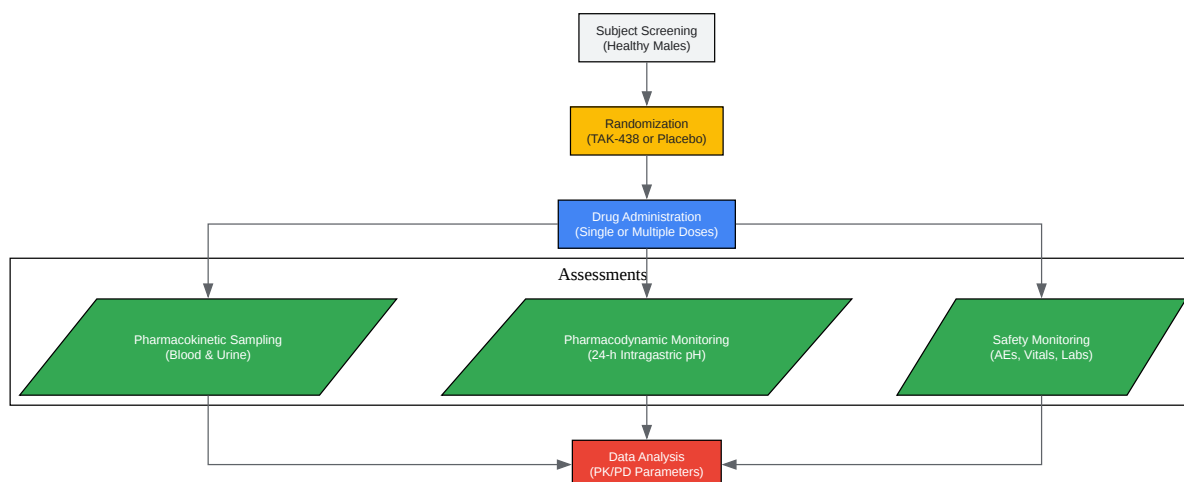 Subject Screening
(Healthy Males)
Randomization
(TAK-438 or Placebo)
Drug Administration
(Single or Multiple Doses)
Assessments
Pharmacokinetic Sampling
(Blood & Urine)
Pharmacodynamic Monitoring
(24-h Intragastric pH)
Safety Monitoring
(AEs, Vitals, Labs)
Data Analysis
(PK/PD Parameters)